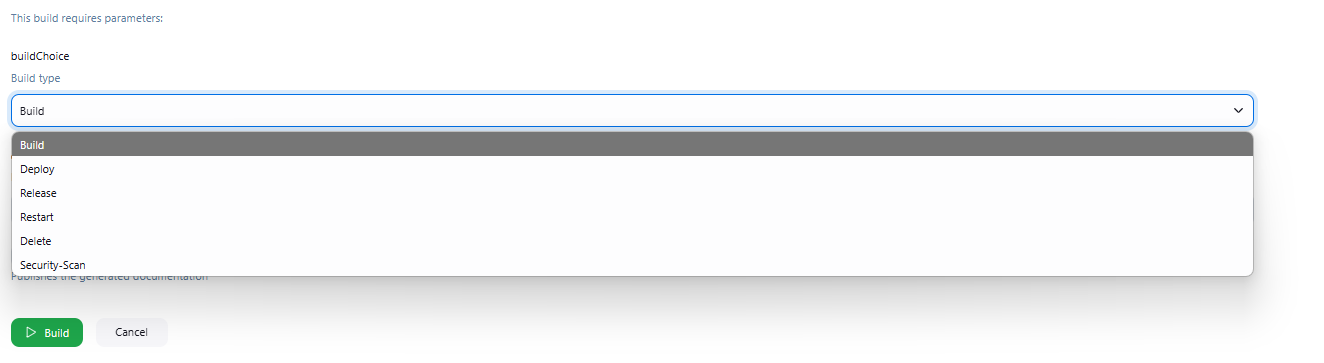 This build requires parameters:
buildChoice
Build type
Build
Build
Deploy
Release
Restart
Delete
Security-Scan
Publishes the generated documentation
Build
Cancel